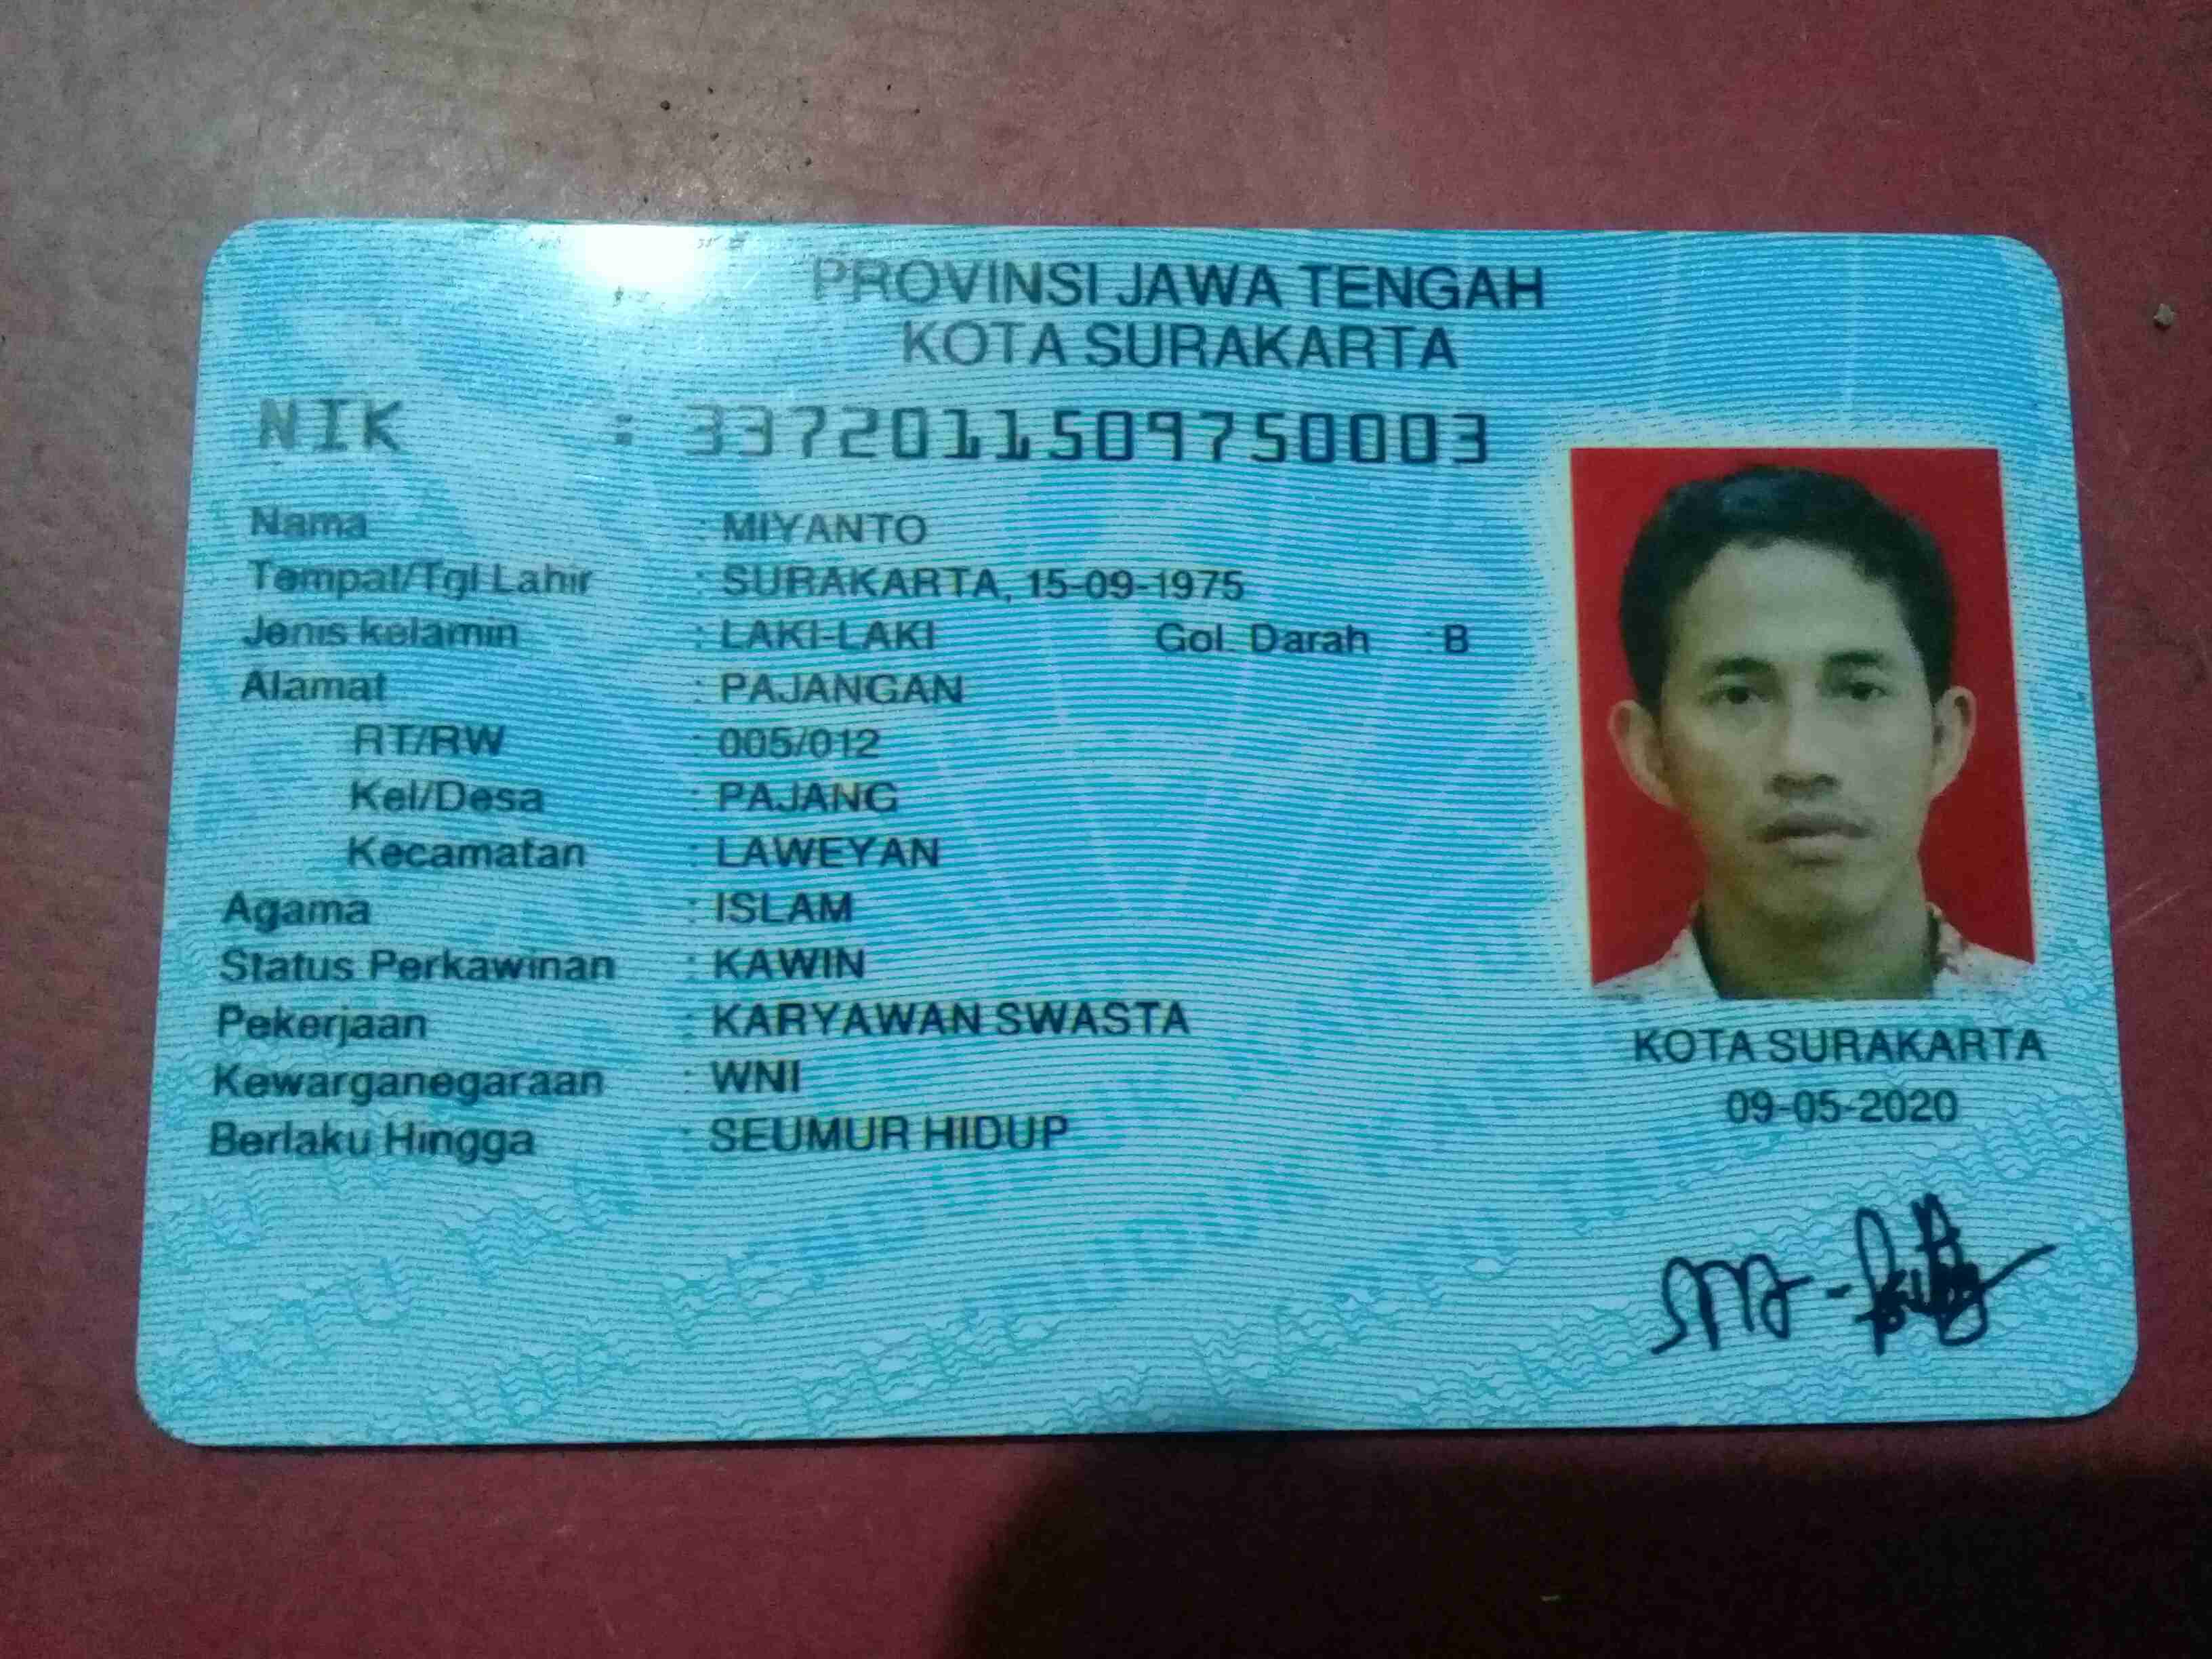 PROVINSI JAWA TENGAH
KOTA SURAKARTA
NIK : 3372011509750003
Nama : MIYANTO
Tempat/Tgl Lahir : SURAKARTA, 15-09-1975
Jenis kelamin : LAKI-LAKI Gol. Darah : B
Alamat : PAJANGAN
RT/RW : 005/012
Kel/Desa : PAJANG
Kecamatan : LAWEYAN
Agama : ISLAM
Status Perkawinan : KAWIN
Pekerjaan : KARYAWAN SWASTA
Kewarganegaraan : WNI
Berlaku Hingga : SEUMUR HIDUP
KOTA SURAKARTA
09-05-2020